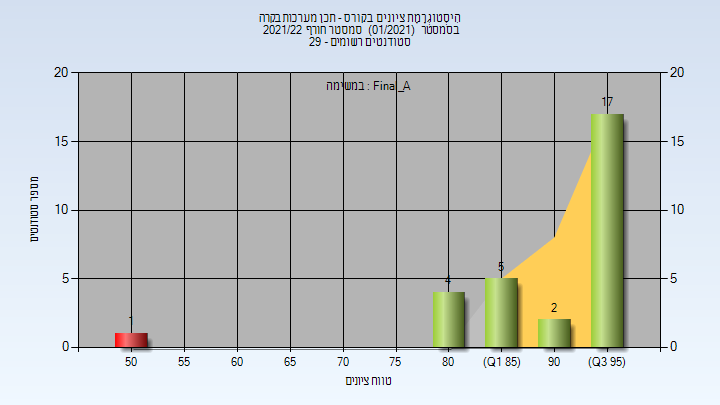 היסטוגרמת ציונים בקורס - תכן מערכות בקרה
בסמסטר (01/2021) סמסטר חורף 2021/22
סטודנטים רשומים - 29
במשימה : Final_A
מספר סטודנטים
20 20
15 15
10 10
5 5
0 0
1 4 5 2 17
50 55 60 65 70 75 80 (Q1 85) 90 (Q3 95)
טווח ציונים